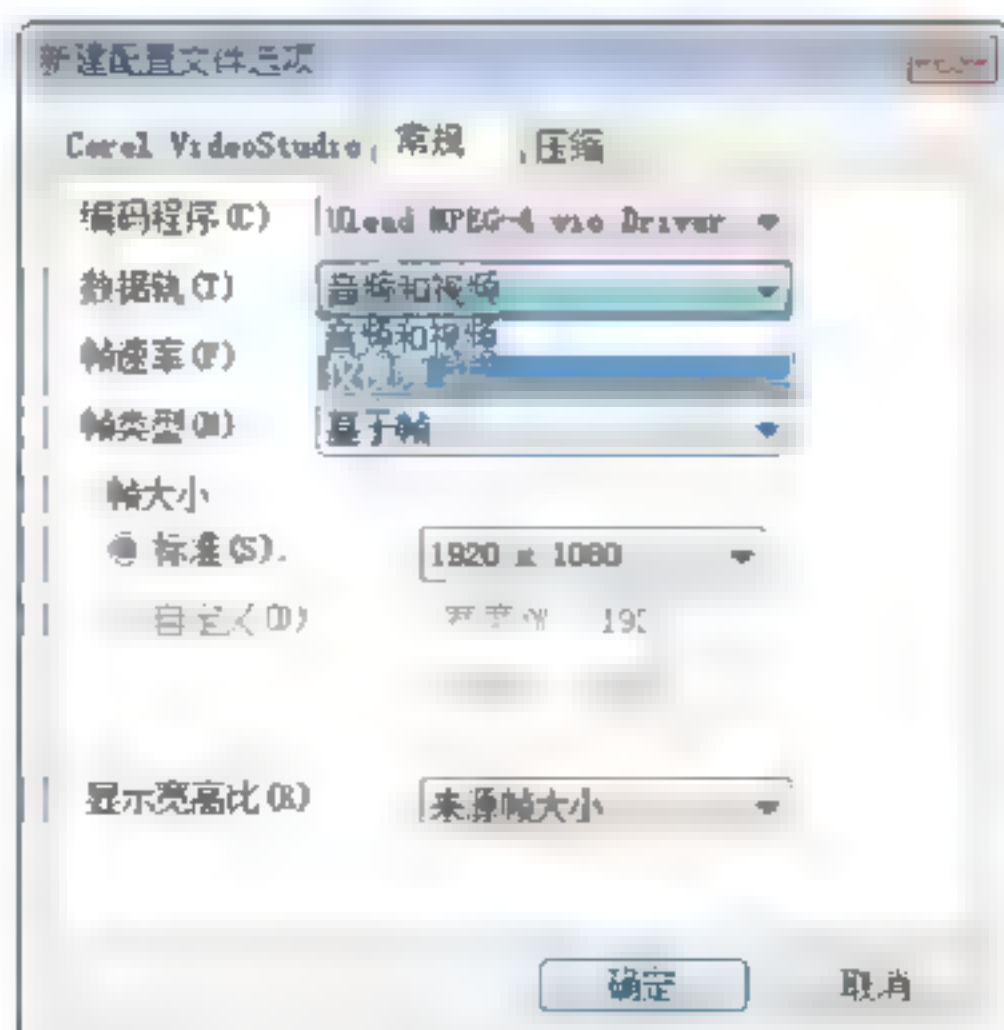 新建配置文件选项
Corel VideoStudio 常规 压缩
编码程序(C) Ulead MPEG-4 vio Driver
数据轨(T) 音频和视频
音频和视频
帧速率(F)
帧类型(M) 基于帧
帧大小
标准(S). 1920 x 1080
自定义(D) 192
显示宽高比(R) 来源帧大小
确定 取消